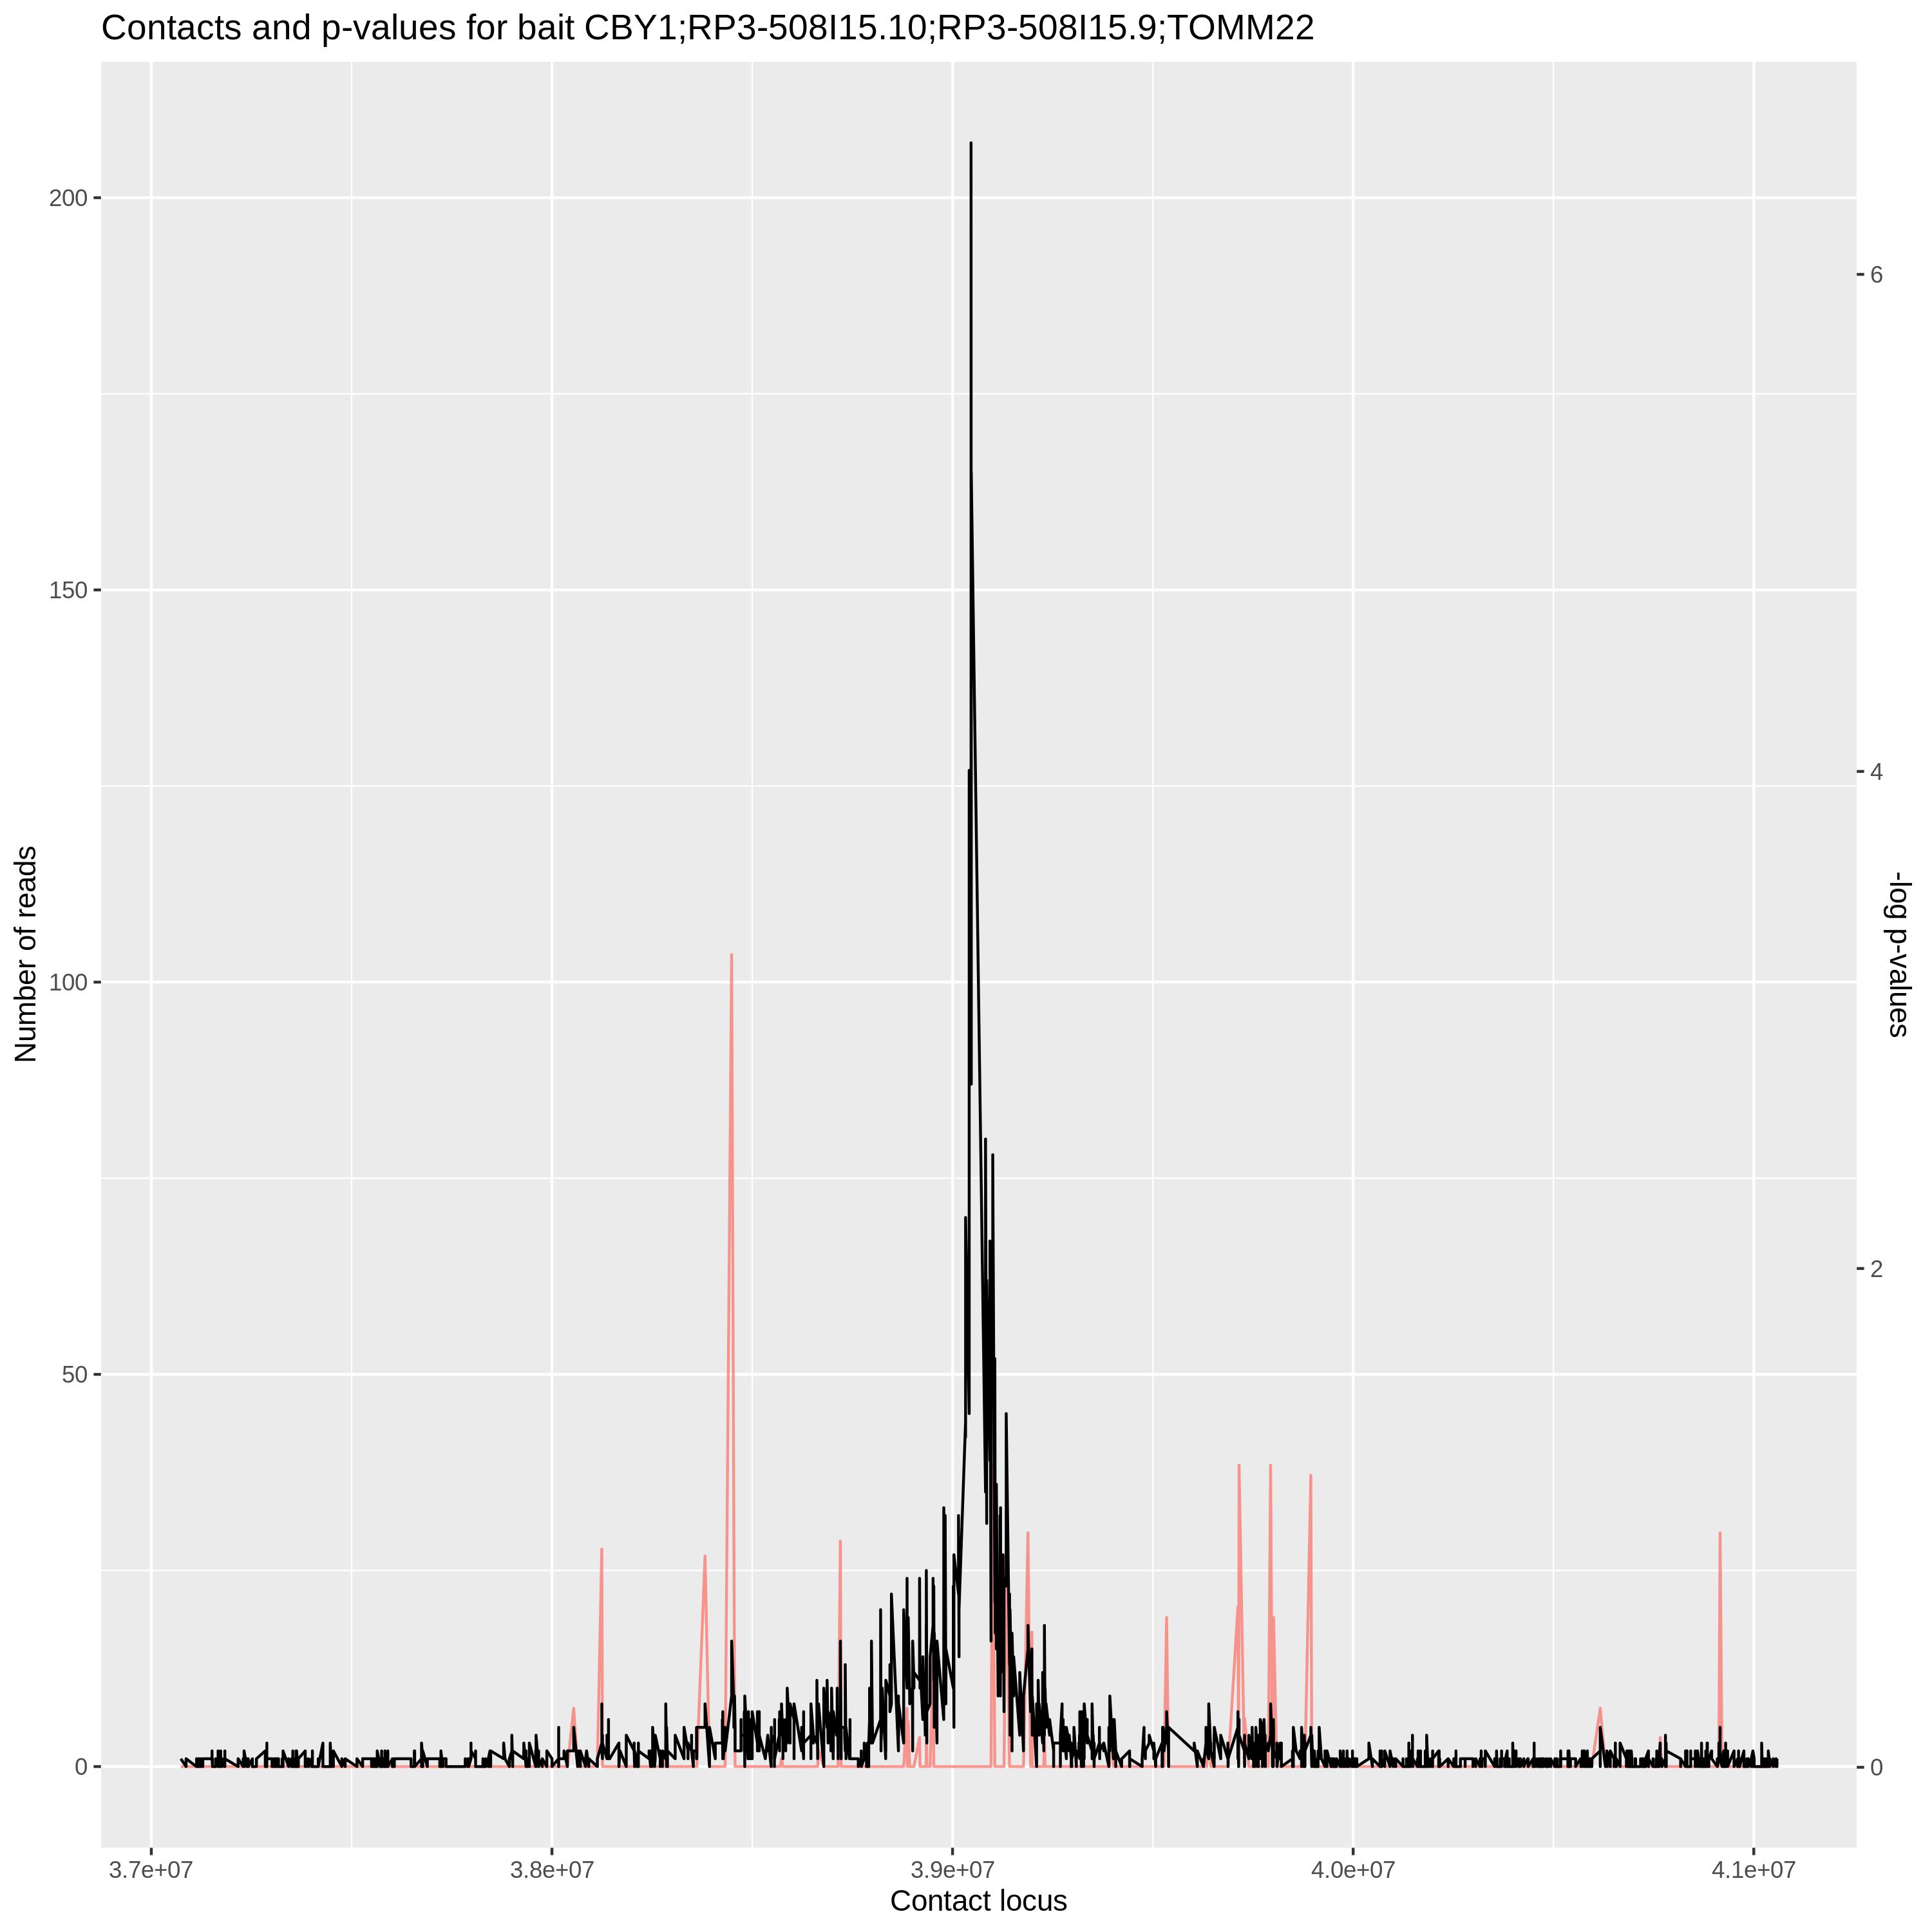 Contacts and p-values for bait CBY1;RP3-508I15.10;RP3-508I15.9;TOMM22
200
150
100
50
0
Number of reads
6
4
2
0
-log p-values
3.7e+07 3.8e+07 3.9e+07 4.0e+07 4.1e+07
Contact locus